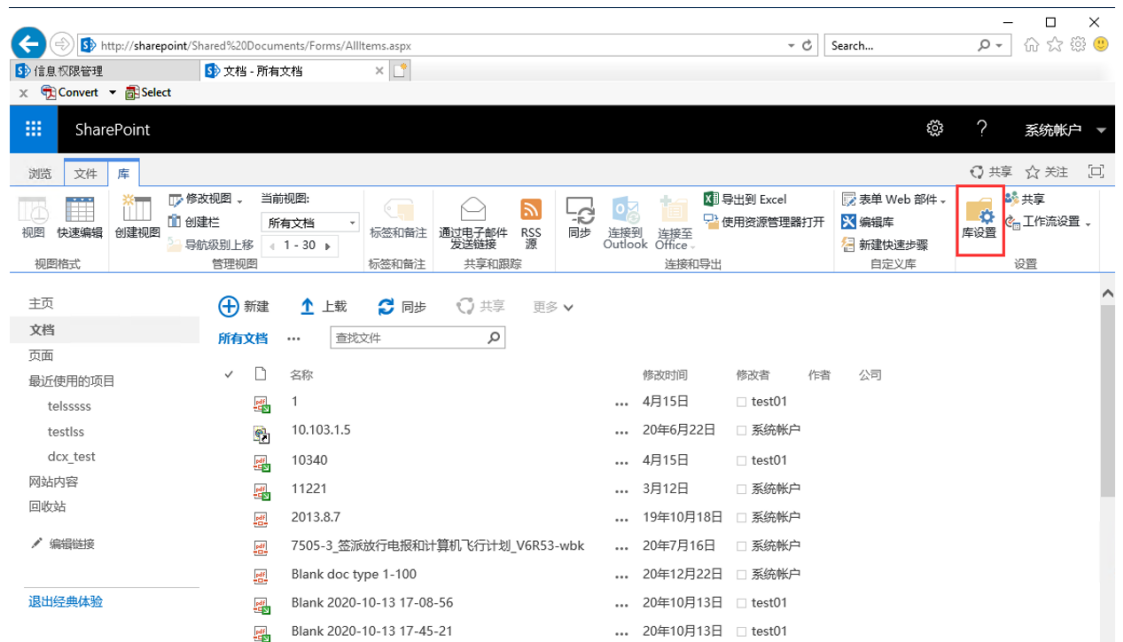 http://sharepoint/Shared%20Documents/Forms/AllItems.aspx
Search...
信息权限管理
文档 - 所有文档
x Convert Select
SharePoint
? 系统帐户
浏览 文件 库
共享 关注
视图 快速编辑
视图格式
创建视图
修改视图
创建栏
导航级别上移
当前视图:
所有文档
1 - 30
管理视图
标签和备注
标签和备注
通过电子邮件发送链接
RSS 源
共享和跟踪
同步
连接到 Outlook
连接至 Office
导出到 Excel
使用资源管理器打开
连接和导出
表单 Web 部件
编辑库
新建快速步骤
自定义库
库设置
共享
工作流设置
设置
主页
文档
页面
最近使用的项目
telsssss
testlss
dcx_test
网站内容
回收站
编辑链接
退出经典体验
新建 上载 同步 共享 更多
所有文档 ... 查找文件
名称 修改时间 修改者 作者 公司
1 ... 4月15日 test01
10.103.1.5 ... 20年6月22日 系统帐户
10340 ... 4月15日 test01
11221 ... 3月12日 系统帐户
2013.8.7 ... 19年10月18日 系统帐户
7505-3_签派放行电报和计算机飞行计划_V6R53-wbk ... 20年7月16日 系统帐户
Blank doc type 1-100 ... 20年12月22日 系统帐户
Blank 2020-10-13 17-08-56 ... 20年10月13日 test01
Blank 2020-10-13 17-45-21 ... 20年10月13日 test01